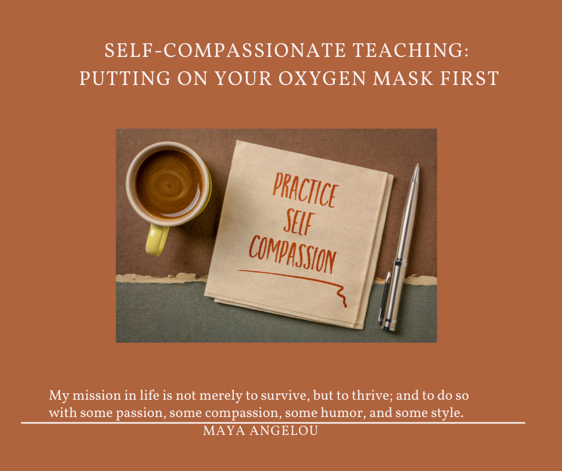 SELF-COMPASSIONATE TEACHING:
PUTTING ON YOUR OXYGEN MASK FIRST
PRACTICE
SELF
COMPASSION
My mission in life is not merely to survive, but to thrive; and to do so
with some passion, some compassion, some humor, and some style.
MAYA ANGELOU